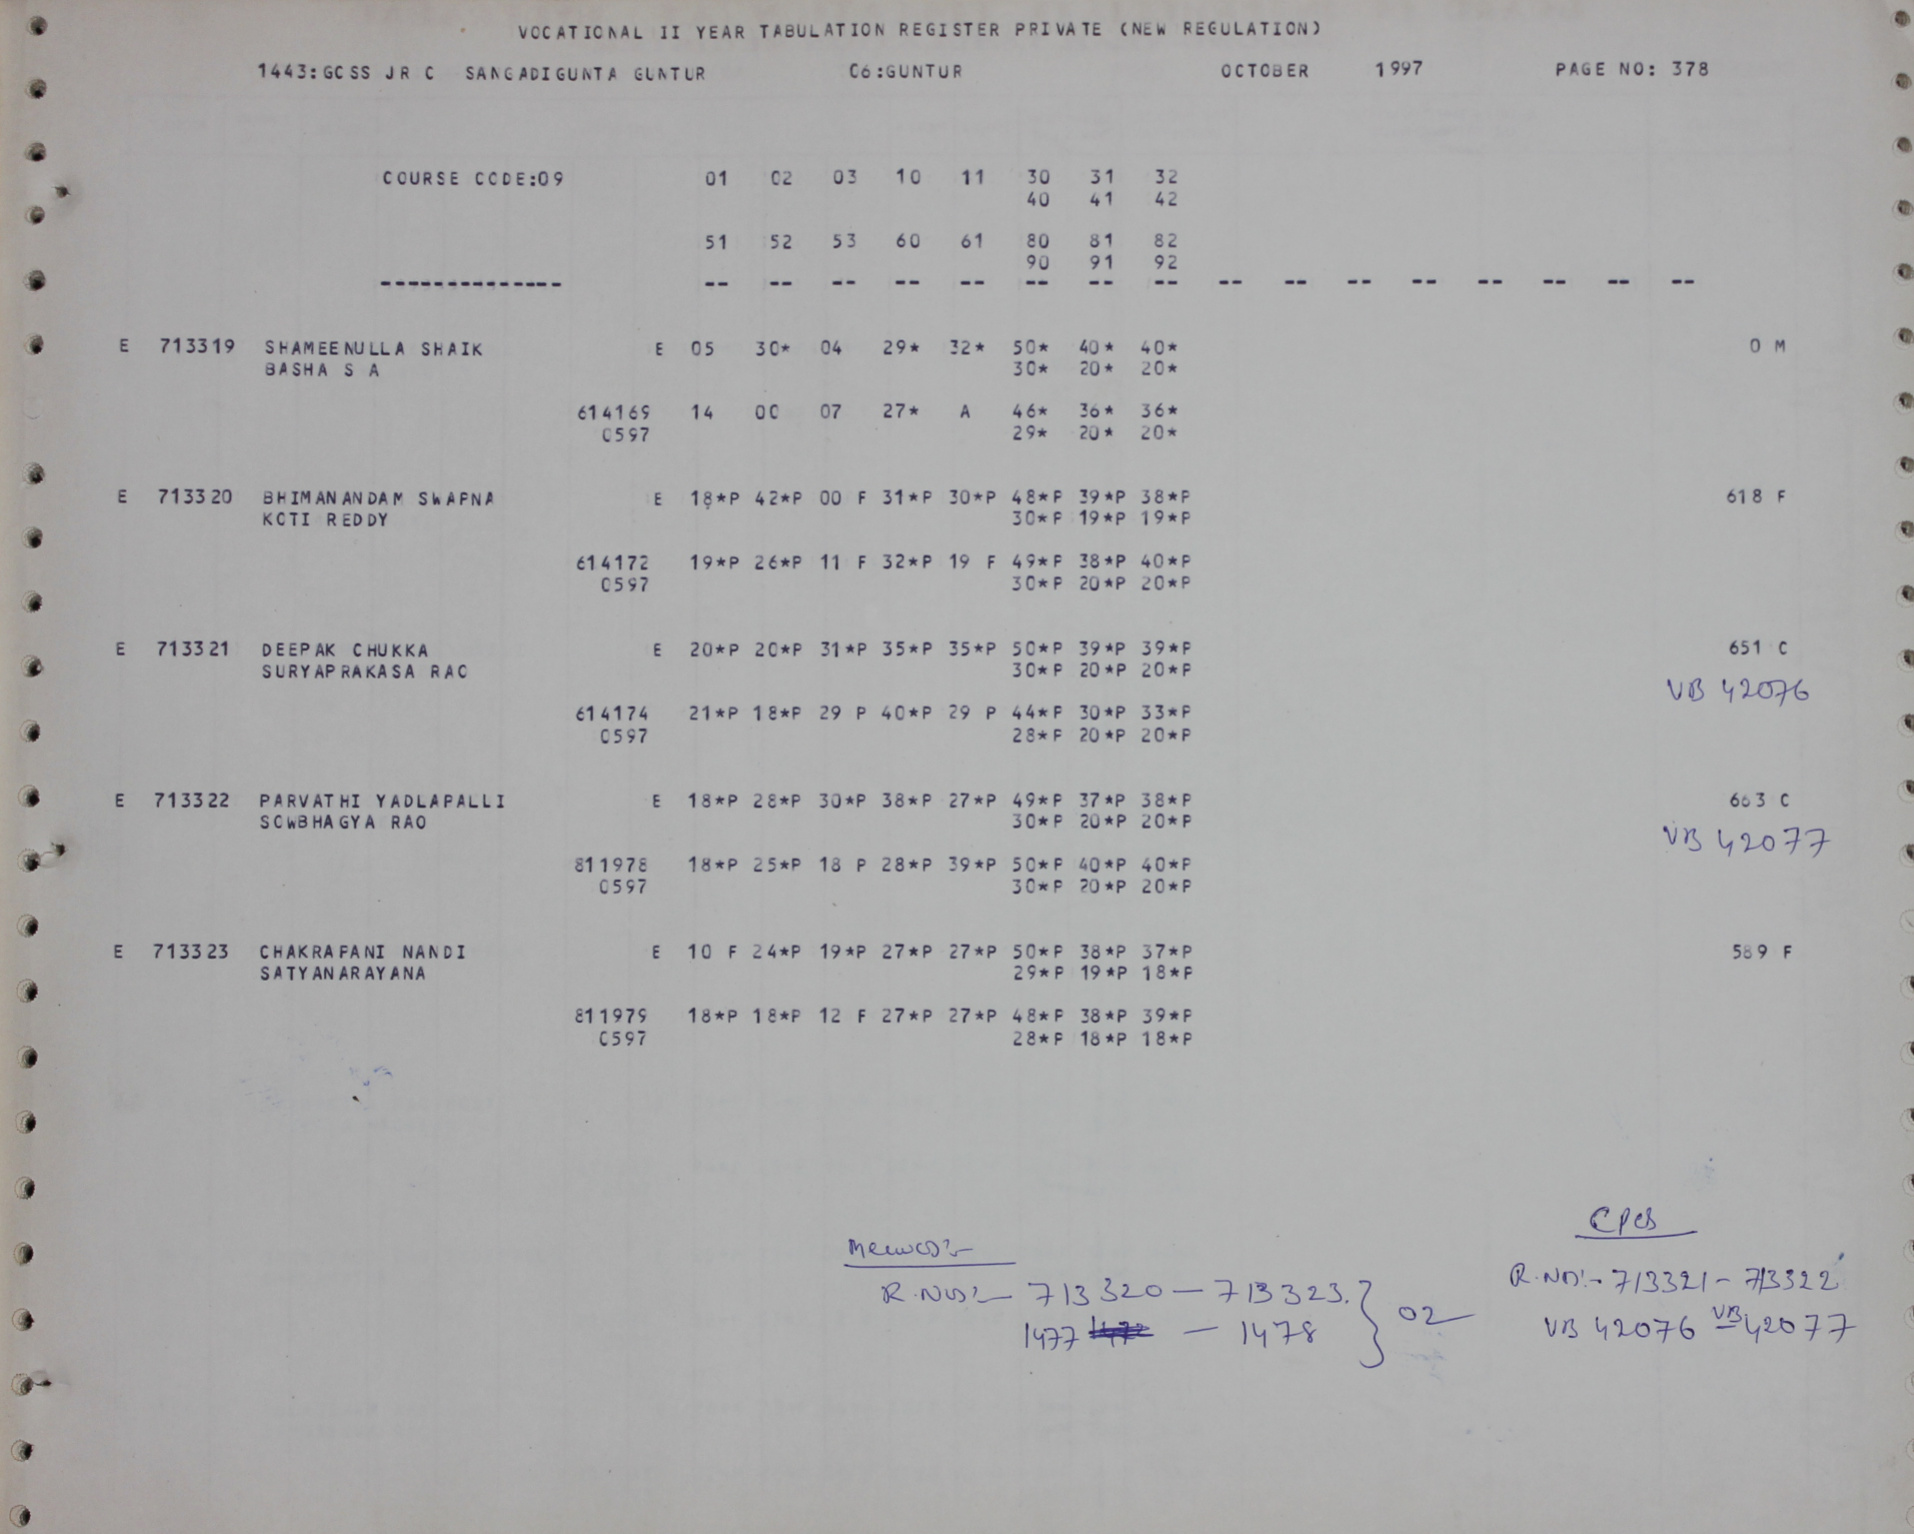 VOCATIONAL II YEAR TABULATION REGISTER PRIVATE (NEW REGULATION)
1443:GCSS JR C SANGADIGUNTA GUNTUR C6:GUNTUR OCTOBER 1997 PAGE NO: 378
COURSE CODE:09 01 02 03 10 11 30 31 32
40 41 42
51 52 53 60 61 80 81 82
90 91 92
-------------- -- -- -- -- -- -- -- -- -- -- -- -- -- -- -- --
E 713319 SHAMEENULLA SHAIK E 05 30* 04 29* 32* 50* 40* 40* 0 M
BASHA S A 30* 20* 20*
614169 14 00 07 27* A 46* 36* 36*
0597 29* 20* 20*
E 713320 BHIMANANDAM SWAPNA E 18*P 42*P 00 F 31*P 30*P 48*P 39*P 38*P 618 F
KOTI REDDY 30*P 19*P 19*P
614172 19*P 26*P 11 F 32*P 19 F 49*P 38*P 40*P
0597 30*P 20*P 20*P
E 713321 DEEPAK CHUKKA E 20*P 20*P 31*P 35*P 35*P 50*P 39*P 39*P 651 C
SURYAPRAKASA RAO 30*P 20*P 20*P
VB 42076
614174 21*P 18*P 29 P 40*P 29 P 44*P 30*P 33*P
0597 28*P 20*P 20*P
E 713322 PARVATHI YADLAPALLI E 18*P 28*P 30*P 38*P 27*P 49*P 37*P 38*P 663 C
SOWBHAGYA RAO 30*P 20*P 20*P
VB 42077
811978 18*P 25*P 18 P 28*P 39*P 50*P 40*P 40*P
0597 30*P 20*P 20*P
E 713323 CHAKRAPANI NANDI E 10 F 24*P 19*P 27*P 27*P 50*P 38*P 37*P 589 F
SATYANARAYANA 29*P 19*P 18*P
811979 18*P 18*P 12 F 27*P 27*P 48*P 38*P 39*P
0597 28*P 18*P 18*P
Memos:-
R.No:- 713320 - 713323. } 02
1477 - 1478
CPCs
R.No:- 713321 - 713322
VB 42076 VB 42077